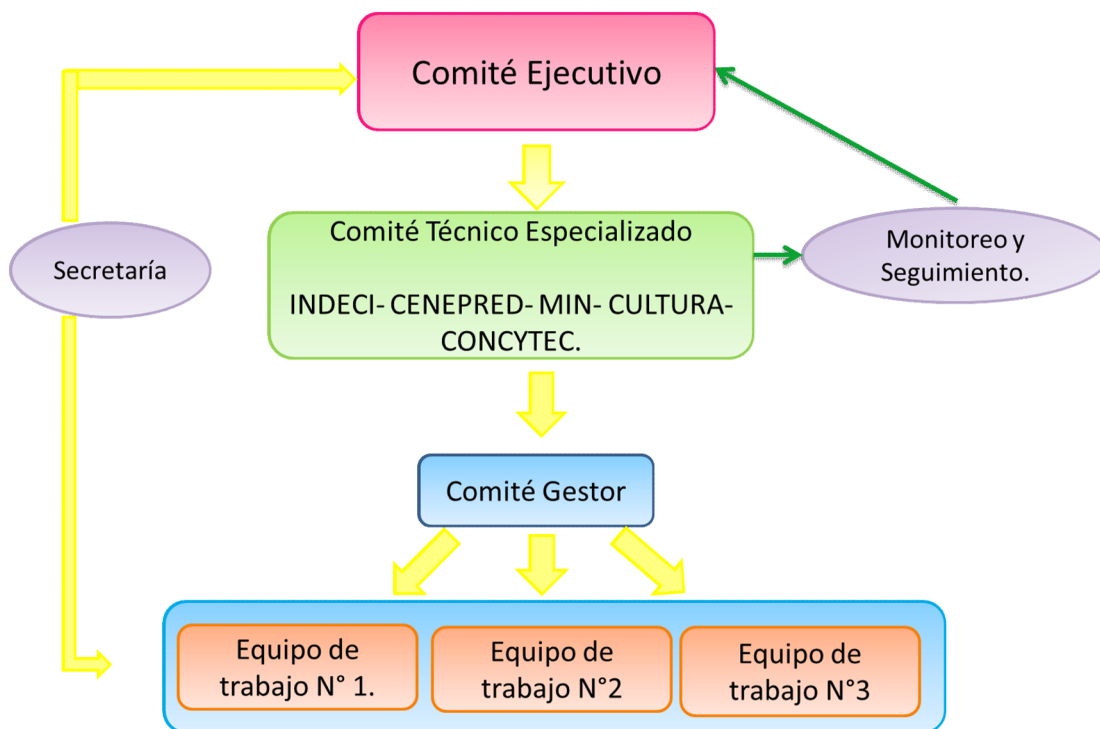 Comité Ejecutivo
Comité Técnico Especializado
INDECI- CENEPRED- MIN- CULTURA-
CONCYTEC.
Monitoreo y
Seguimiento.
Secretaría
Comité Gestor
Equipo de
trabajo N° 1.
Equipo de
trabajo N°2
Equipo de
trabajo N°3